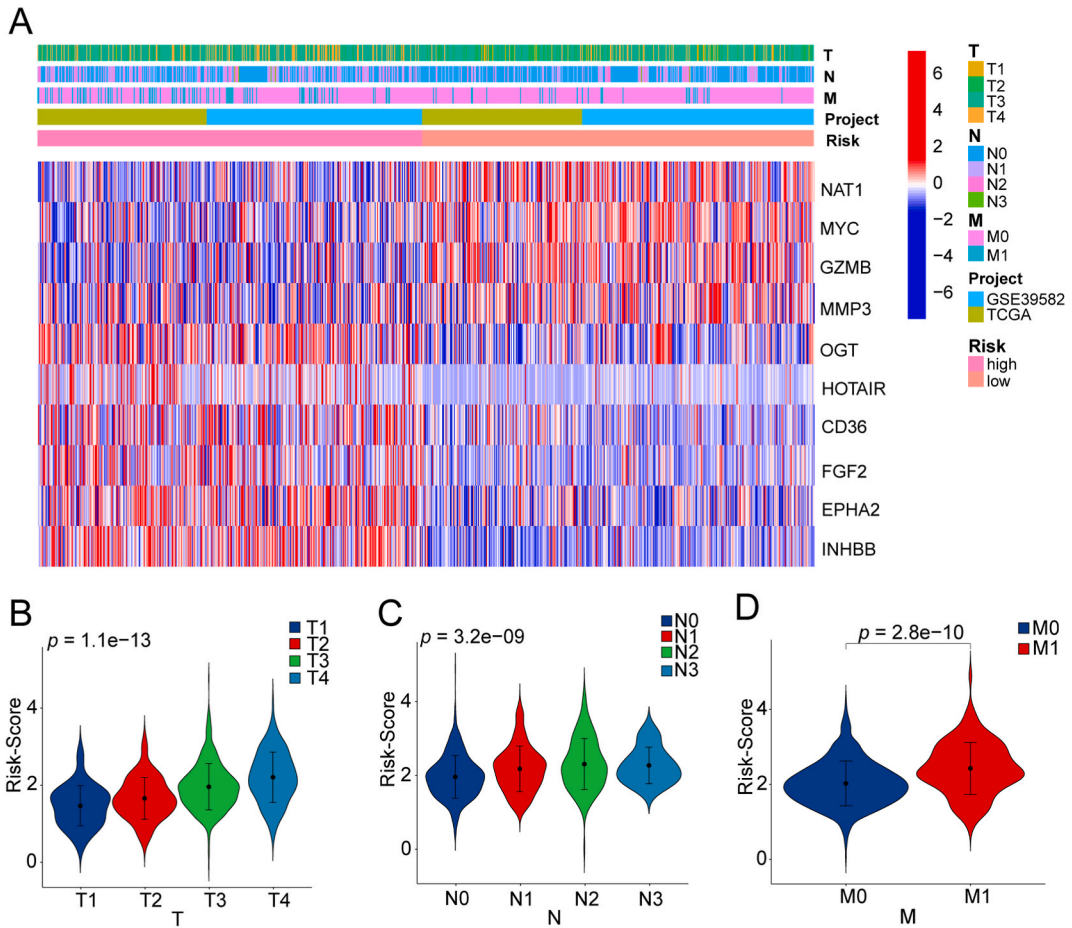 A
T
N
M
Project
Risk
NAT1
MYC
GZMB
MMP3
OGT
HOTAIR
CD36
FGF2
EPHA2
INHBB
6
4
2
0
−2
−4
−6
T
T1
T2
T3
T4
N
N0
N1
N2
N3
M
M0
M1
Project
GSE39582
TCGA
Risk
high
low
B
p = 1.1e−13
T1
T2
T3
T4
Risk-Score
4
2
0
T1 T2 T3 T4
T
C
p = 3.2e−09
N0
N1
N2
N3
Risk-Score
4
2
0
N0 N1 N2 N3
N
D
p = 2.8e−10
M0
M1
Risk-Score
4
2
0
M0 M1
M